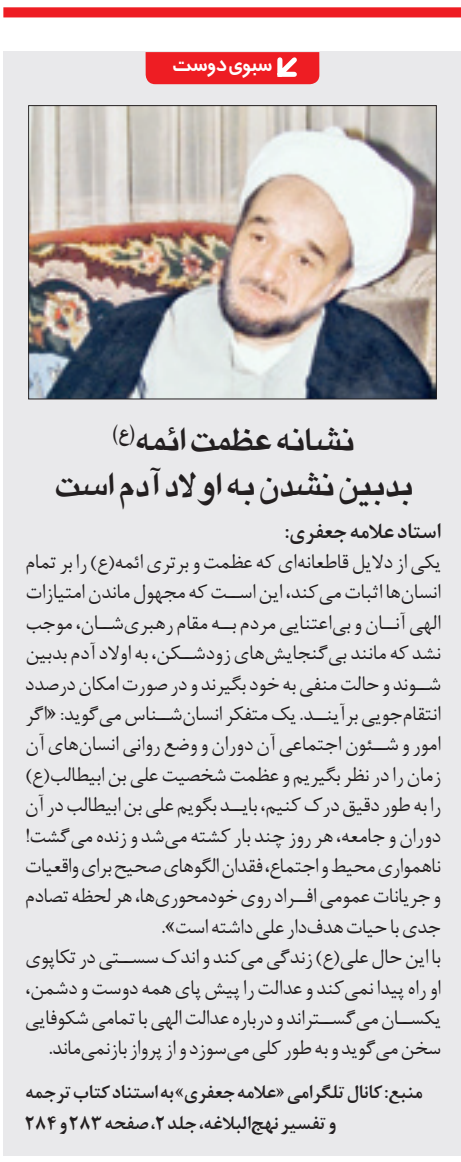 سبوی دوست
نشانه عظمت ائمه(ع)
بدبین نشدن به اولاد آدم است
استاد علامه جعفری:
یکی از دلایل قاطعانه‌ای که عظمت و برتری ائمه(ع) را بر تمام
انسان‌ها اثبات می‌کند، این است که مجهول ماندن امتیازات
الهی آنان و بی‌اعتنایی مردم به مقام رهبری‌شان، موجب
نشد که مانند بی‌گنجایش‌های زودشکن، به اولاد آدم بدبین
شوند و حالت منفی به خود بگیرند و در صورت امکان درصدد
انتقام‌جویی برآیند. یک متفکر انسان‌شناس می‌گوید: «اگر
امور و شئون اجتماعی آن دوران و وضع روانی انسان‌های آن
زمان را در نظر بگیریم و عظمت شخصیت علی بن ابیطالب(ع)
را به طور دقیق درک کنیم، باید بگویم علی بن ابیطالب در آن
دوران و جامعه، هر روز چند بار کشته می‌شد و زنده می‌گشت!
ناهمواری محیط و اجتماع، فقدان الگوهای صحیح برای واقعیات
و جریانات عمومی افراد روی خودمحوری‌ها، هر لحظه تصادم
جدی با حیات هدف‌دار علی داشته است».
با این حال علی(ع) زندگی می‌کند و اندک سستی در تکاپوی
او راه پیدا نمی‌کند و عدالت را پیش پای همه دوست و دشمن،
یکسان می‌گستراند و درباره عدالت الهی با تمامی شکوفایی
سخن می‌گوید و به طور کلی می‌سوزد و از پرواز بازنمی‌ماند.
منبع: کانال تلگرامی «علامه جعفری» به استناد کتاب ترجمه
و تفسیر نهج‌البلاغه، جلد ۲، صفحه ۲۸۳ و ۲۸۴